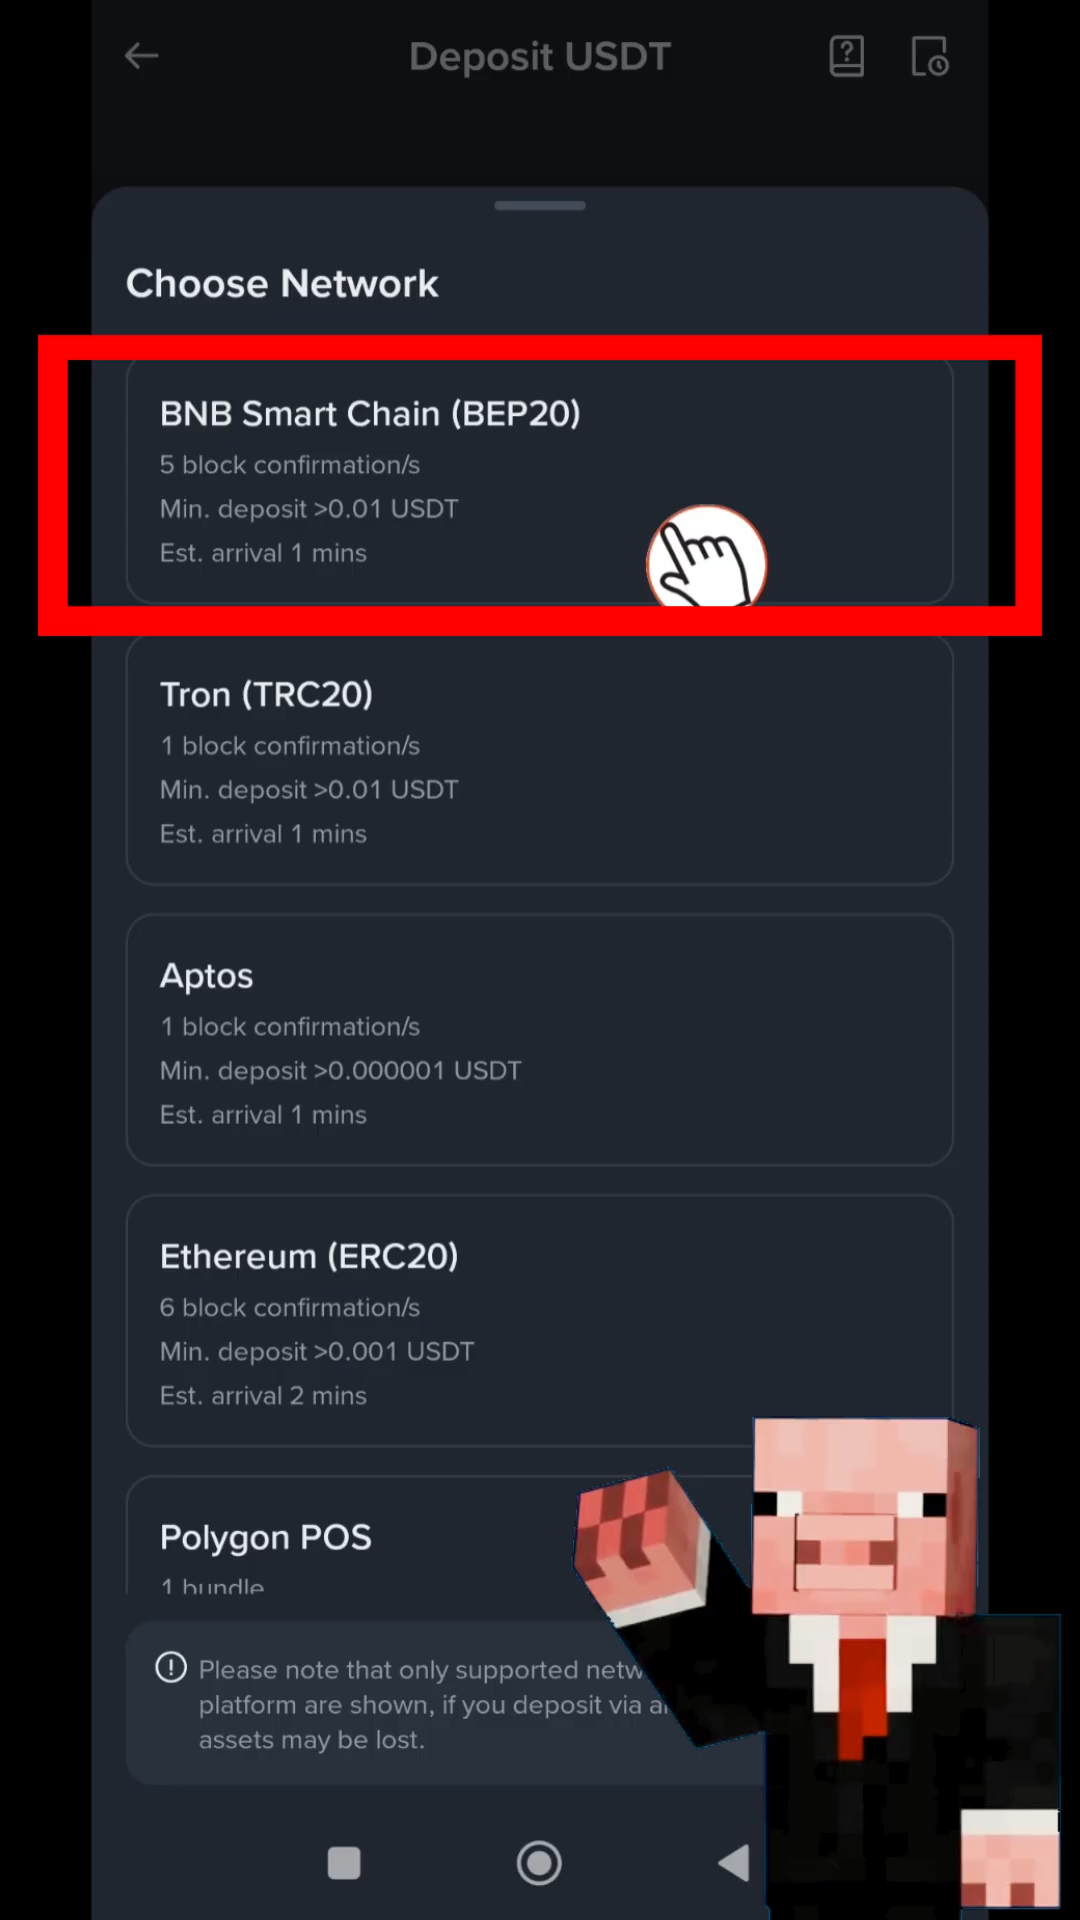 Deposit USDT
Choose Network
BNB Smart Chain (BEP20)
5 block confirmation/s
Min. deposit >0.01 USDT
Est. arrival 1 mins
Tron (TRC20)
1 block confirmation/s
Min. deposit >0.01 USDT
Est. arrival 1 mins
Aptos
1 block confirmation/s
Min. deposit >0.000001 USDT
Est. arrival 1 mins
Ethereum (ERC20)
6 block confirmation/s
Min. deposit >0.001 USDT
Est. arrival 2 mins
Polygon POS
1 bundle
Please note that only supported
platform are shown, if you deposit via
assets may be lost.